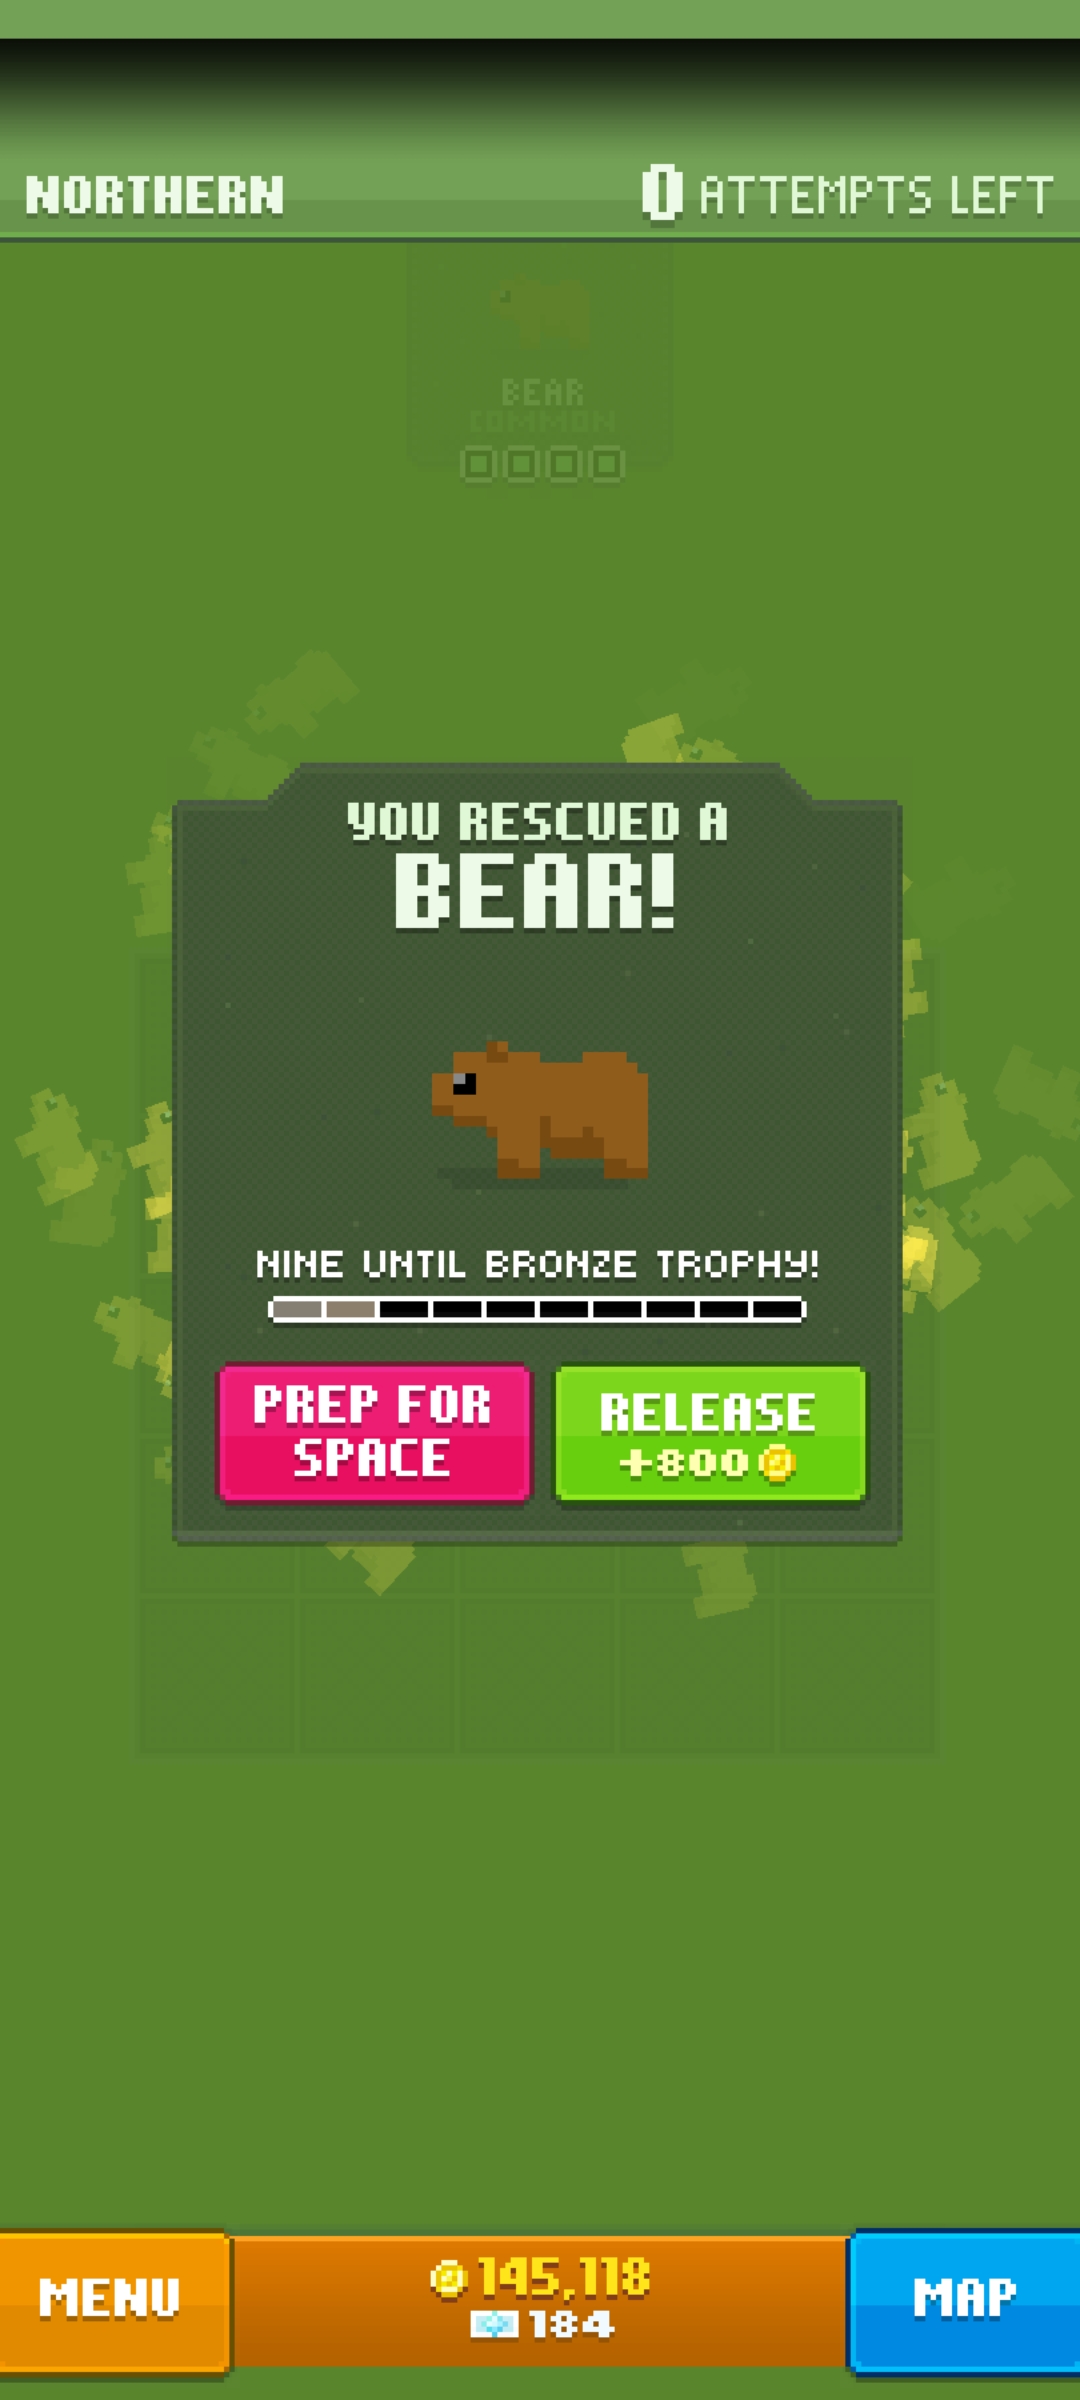 NORTHERN
0 ATTEMPTS LEFT
BEAR
COMMON
YOU RESCUED A
BEAR!
NINE UNTIL BRONZE TROPHY!
PREP FOR
SPACE
RELEASE
+800
MENU
145,118
184
MAP